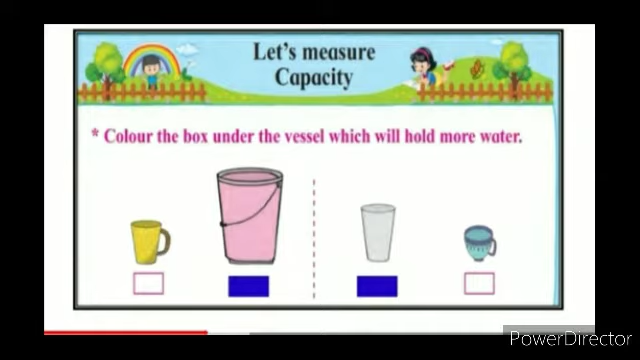 Let's measure
Capacity
* Colour the box under the vessel which will hold more water.
PowerDirector